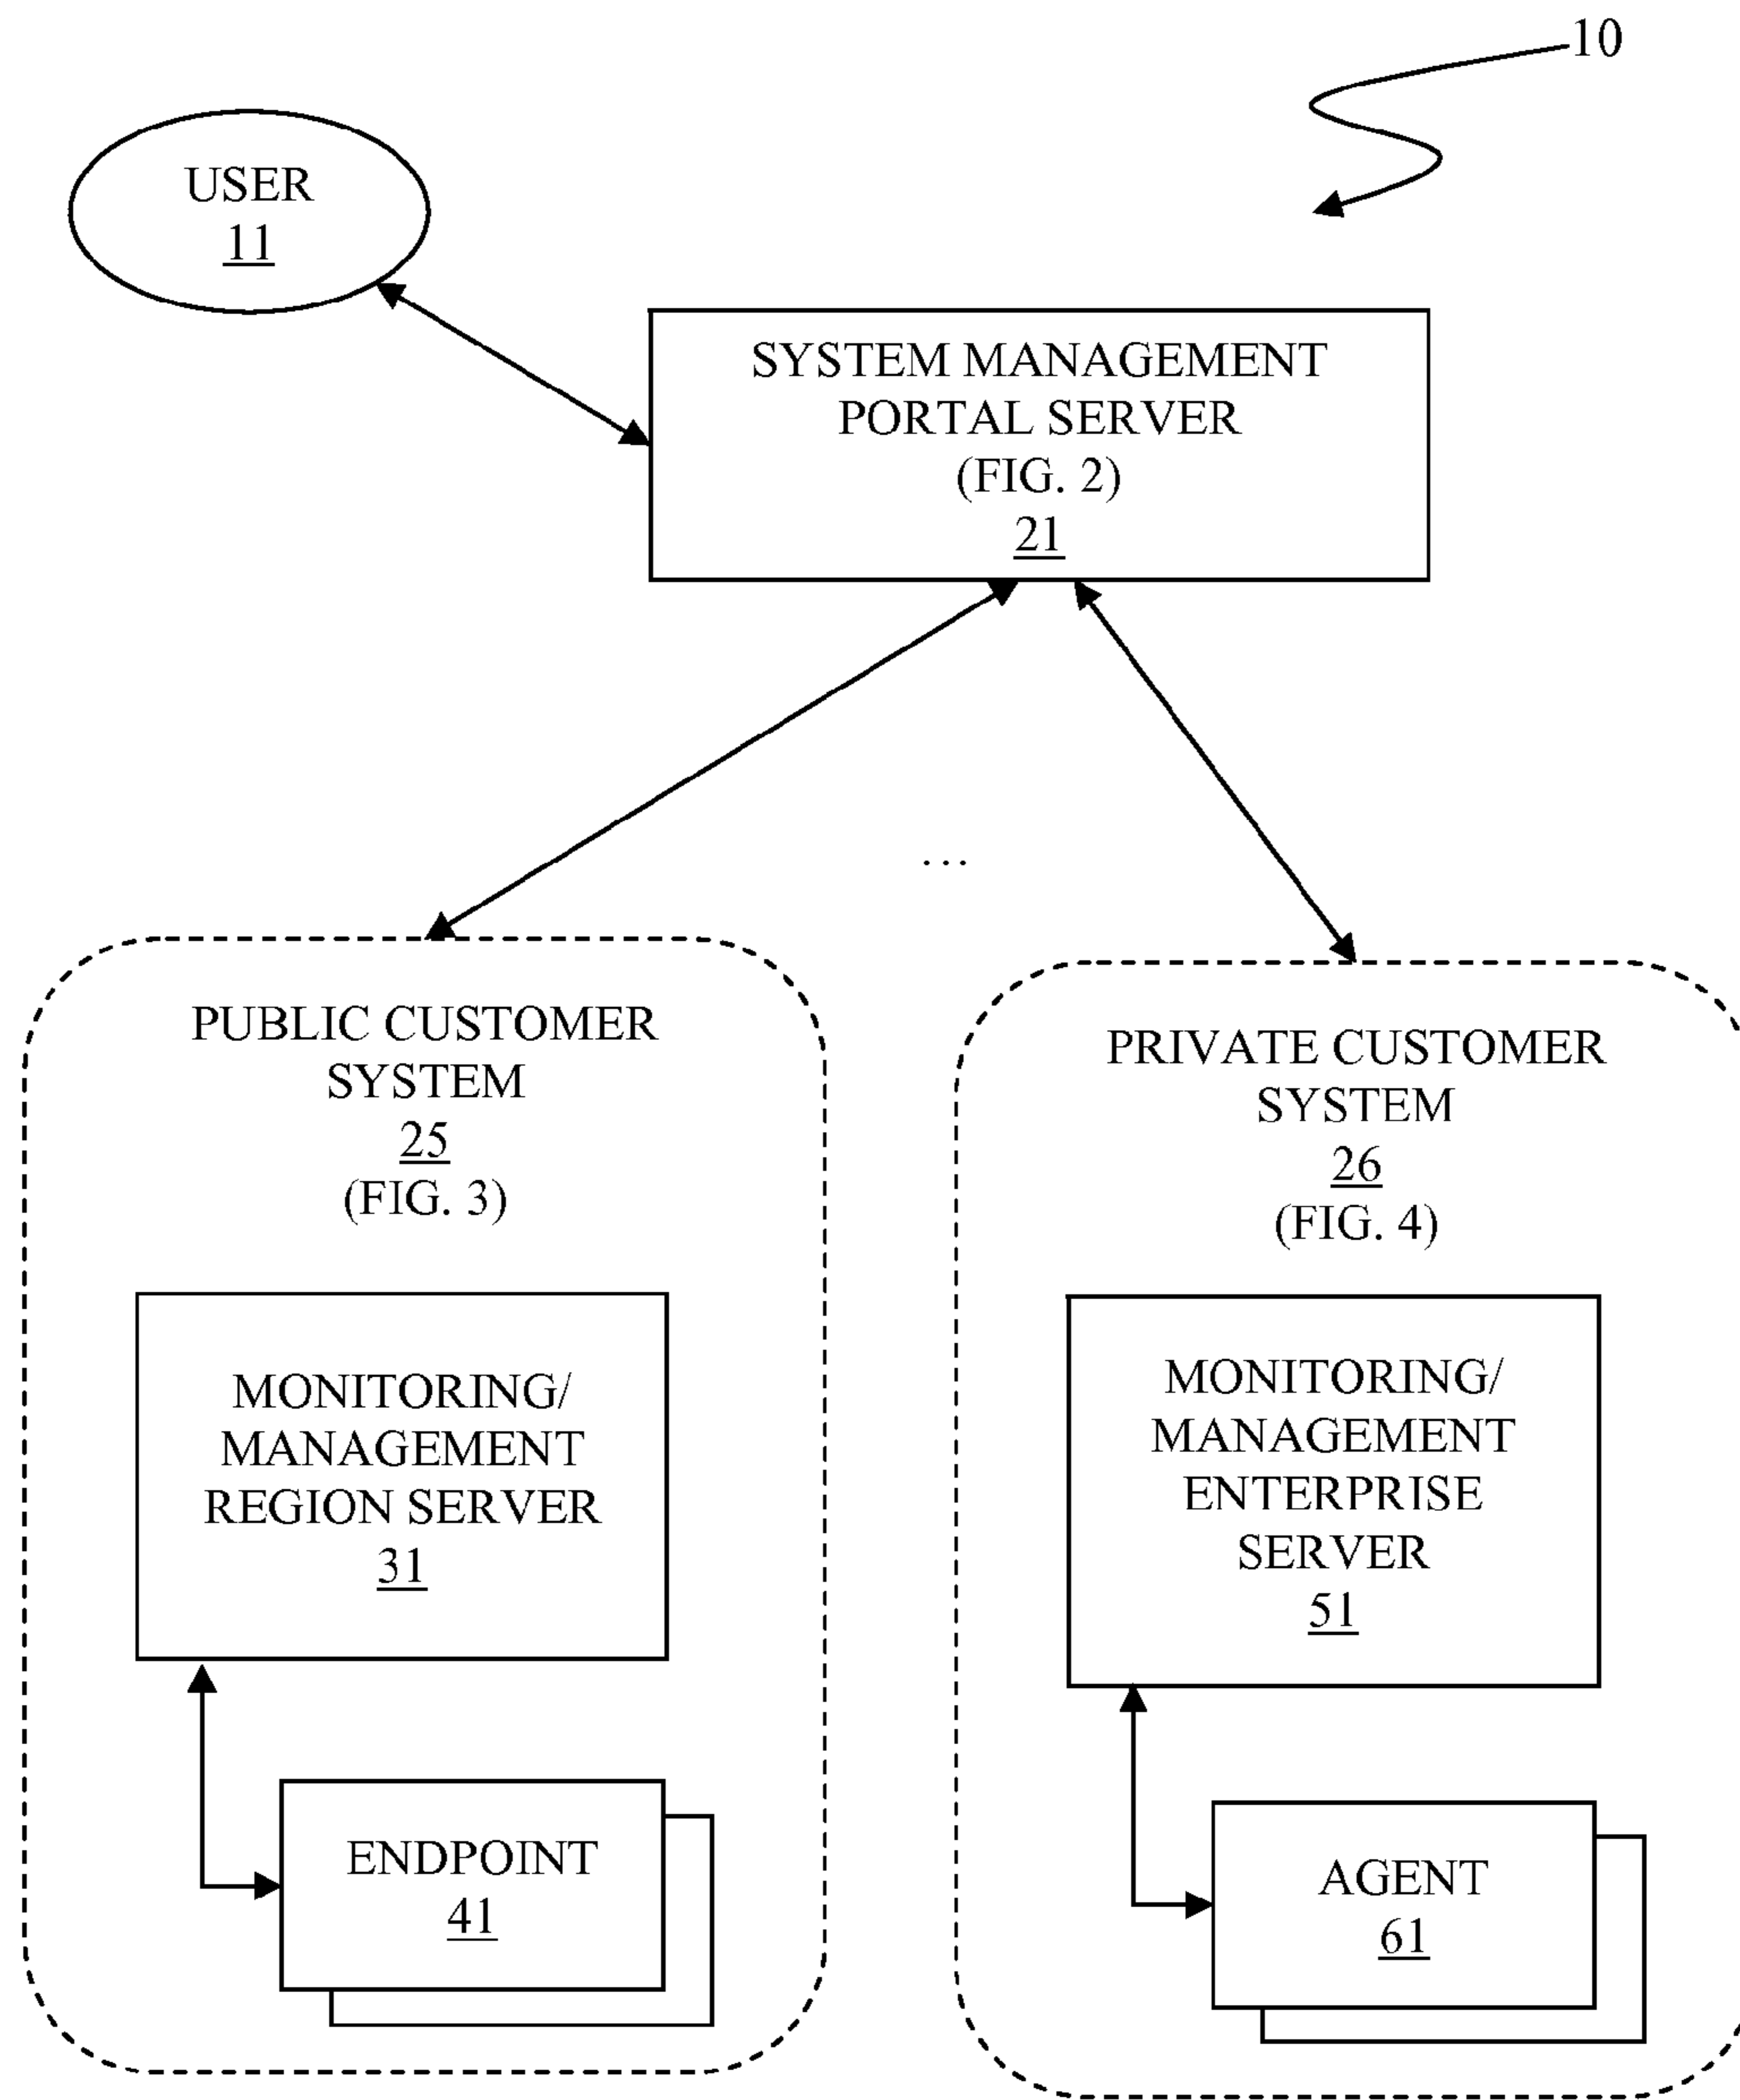 10
USER
11
SYSTEM MANAGEMENT
PORTAL SERVER
(FIG. 2)
21
...
PUBLIC CUSTOMER
SYSTEM
25
(FIG. 3)
PRIVATE CUSTOMER
SYSTEM
26
(FIG. 4)
MONITORING/
MANAGEMENT
REGION SERVER
31
MONITORING/
MANAGEMENT
ENTERPRISE
SERVER
51
ENDPOINT
41
AGENT
61